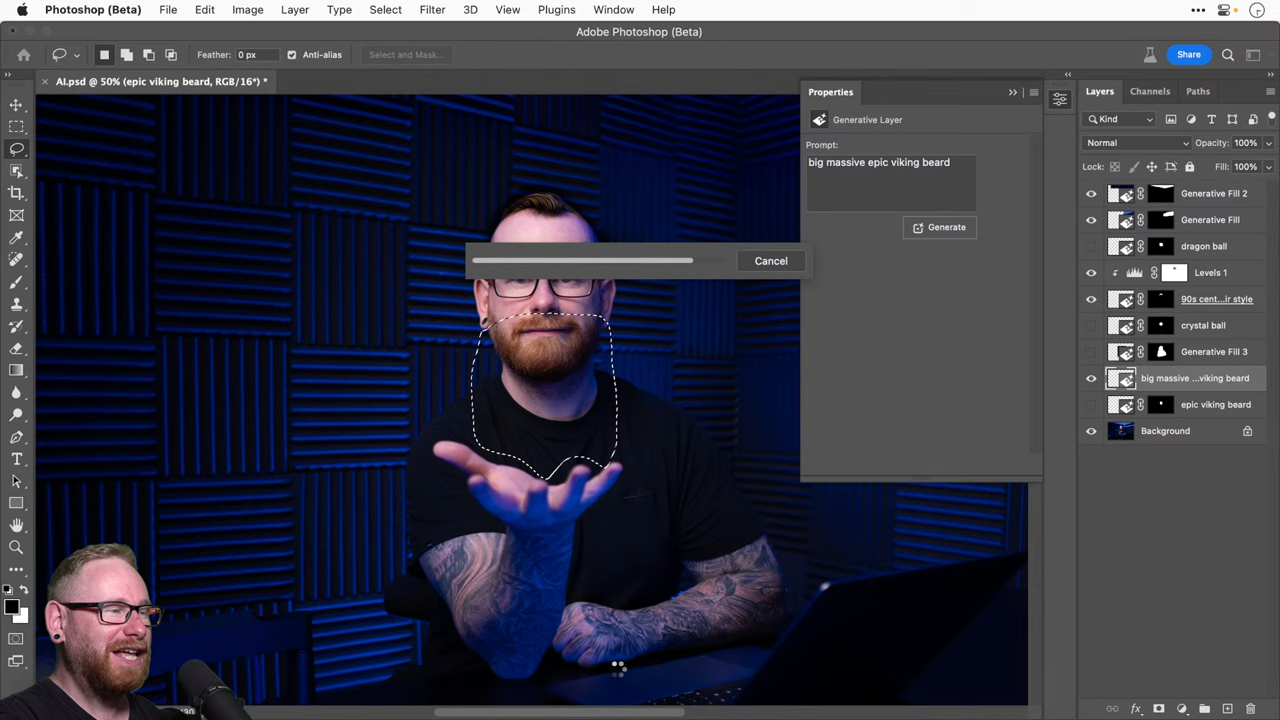 Photoshop (Beta) File Edit Image Layer Type Select Filter 3D View Plugins Window Help
Adobe Photoshop (Beta)
Feather: 0 px Anti-alias Select and Mask... Share
AI.psd @ 50% (epic viking beard, RGB/16*) *
Properties
Generative Layer
Prompt:
big massive epic viking beard
Generate
Cancel
Layers Channels Paths
Kind
Normal Opacity: 100%
Lock: Fill: 100%
Generative Fill 2
Generative Fill
dragon ball
Levels 1
90s cent...ir style
crystal ball
Generative Fill 3
big massive ...viking beard
epic viking beard
Background
fx